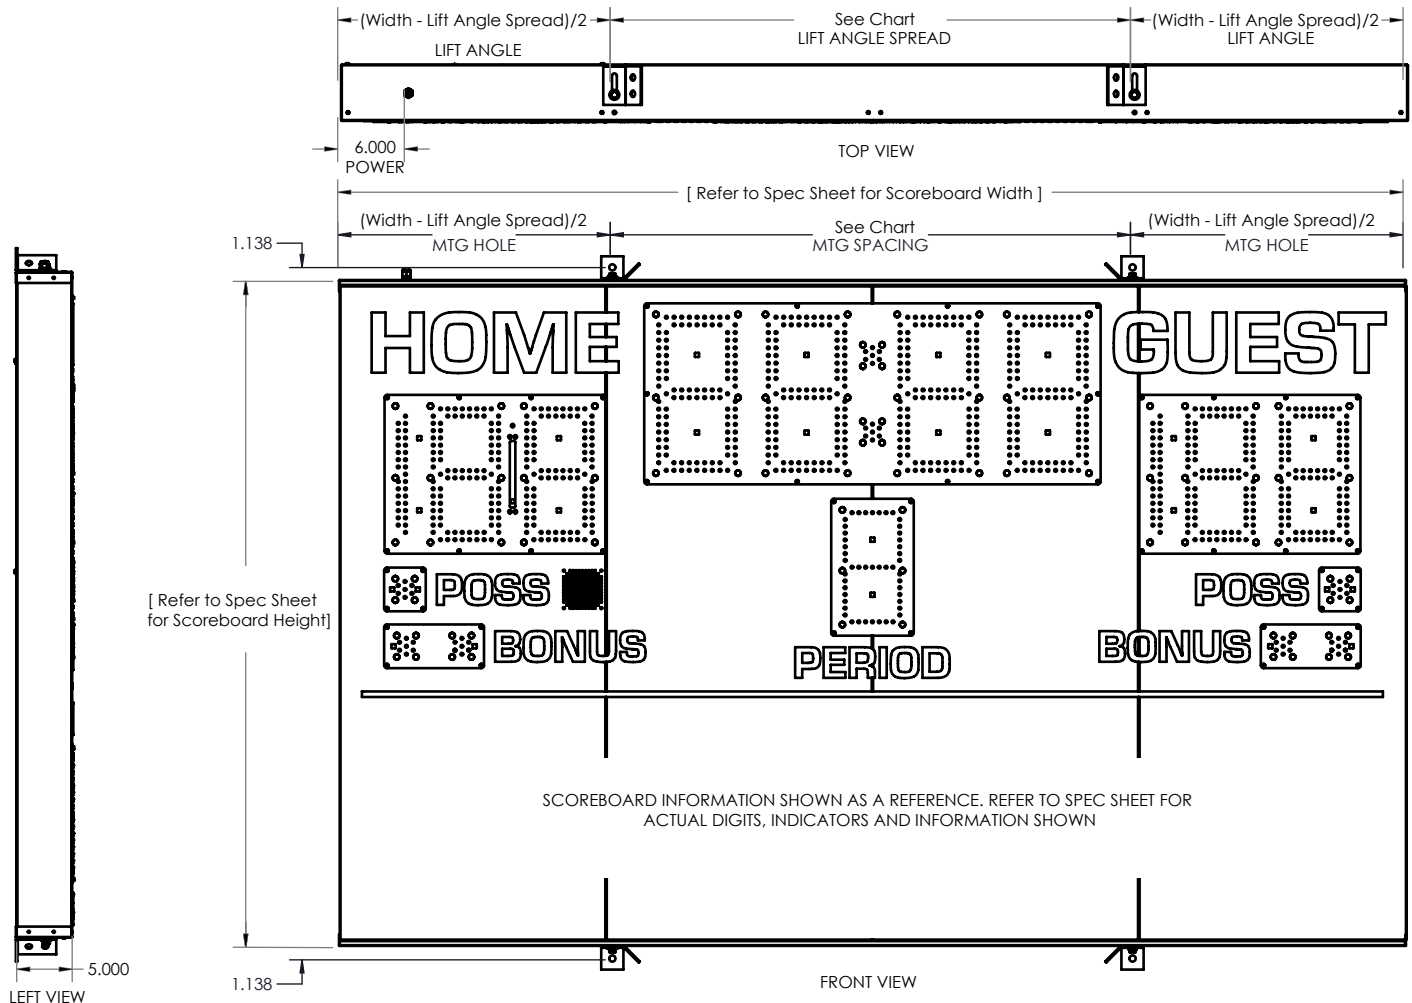 (Width - Lift Angle Spread)/2
See Chart
(Width - Lift Angle Spread)/2
LIFT ANGLE
LIFT ANGLE SPREAD
LIFT ANGLE
6.000
POWER
TOP VIEW
[ Refer to Spec Sheet for Scoreboard Width ]
(Width - Lift Angle Spread)/2
See Chart
(Width - Lift Angle Spread)/2
1.138
MTG HOLE
MTG SPACING
MTG HOLE
HOME
GUEST
POSS
POSS
[ Refer to Spec Sheet
for Scoreboard Height]
BONUS
PERIOD
BONUS
SCOREBOARD INFORMATION SHOWN AS A REFERENCE. REFER TO SPEC SHEET FOR
ACTUAL DIGITS, INDICATORS AND INFORMATION SHOWN
5.000
LEFT VIEW
1.138
FRONT VIEW